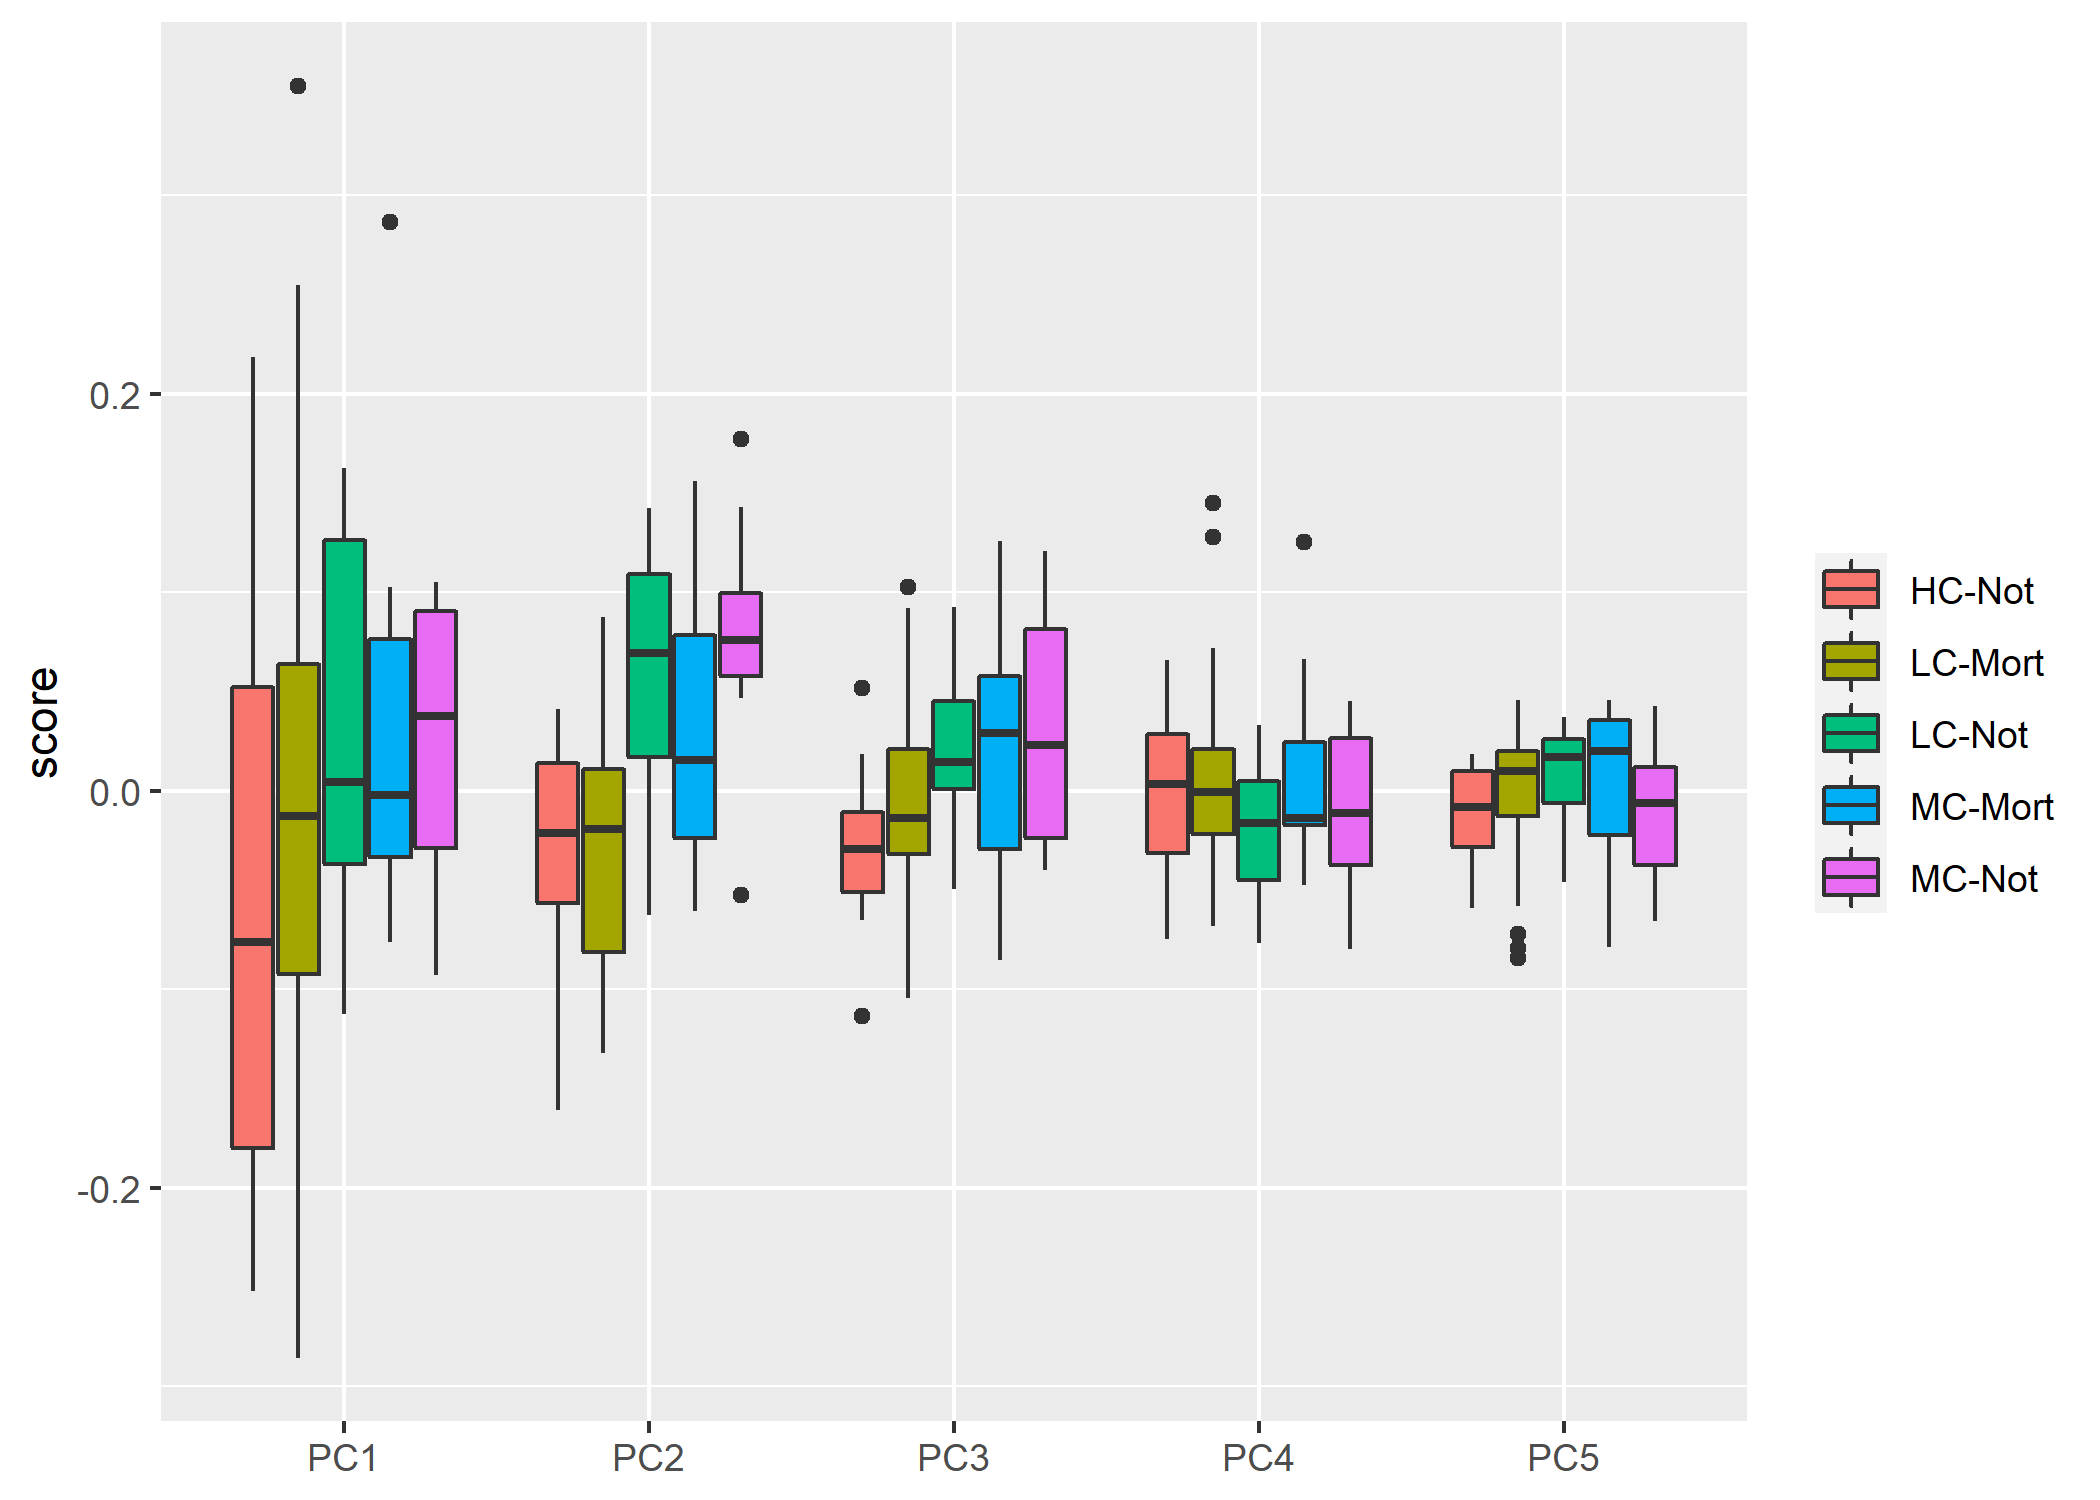 score
0.2
0.0
-0.2
PC1
PC2
PC3
PC4
PC5
HC-Not
LC-Mort
LC-Not
MC-Mort
MC-Not